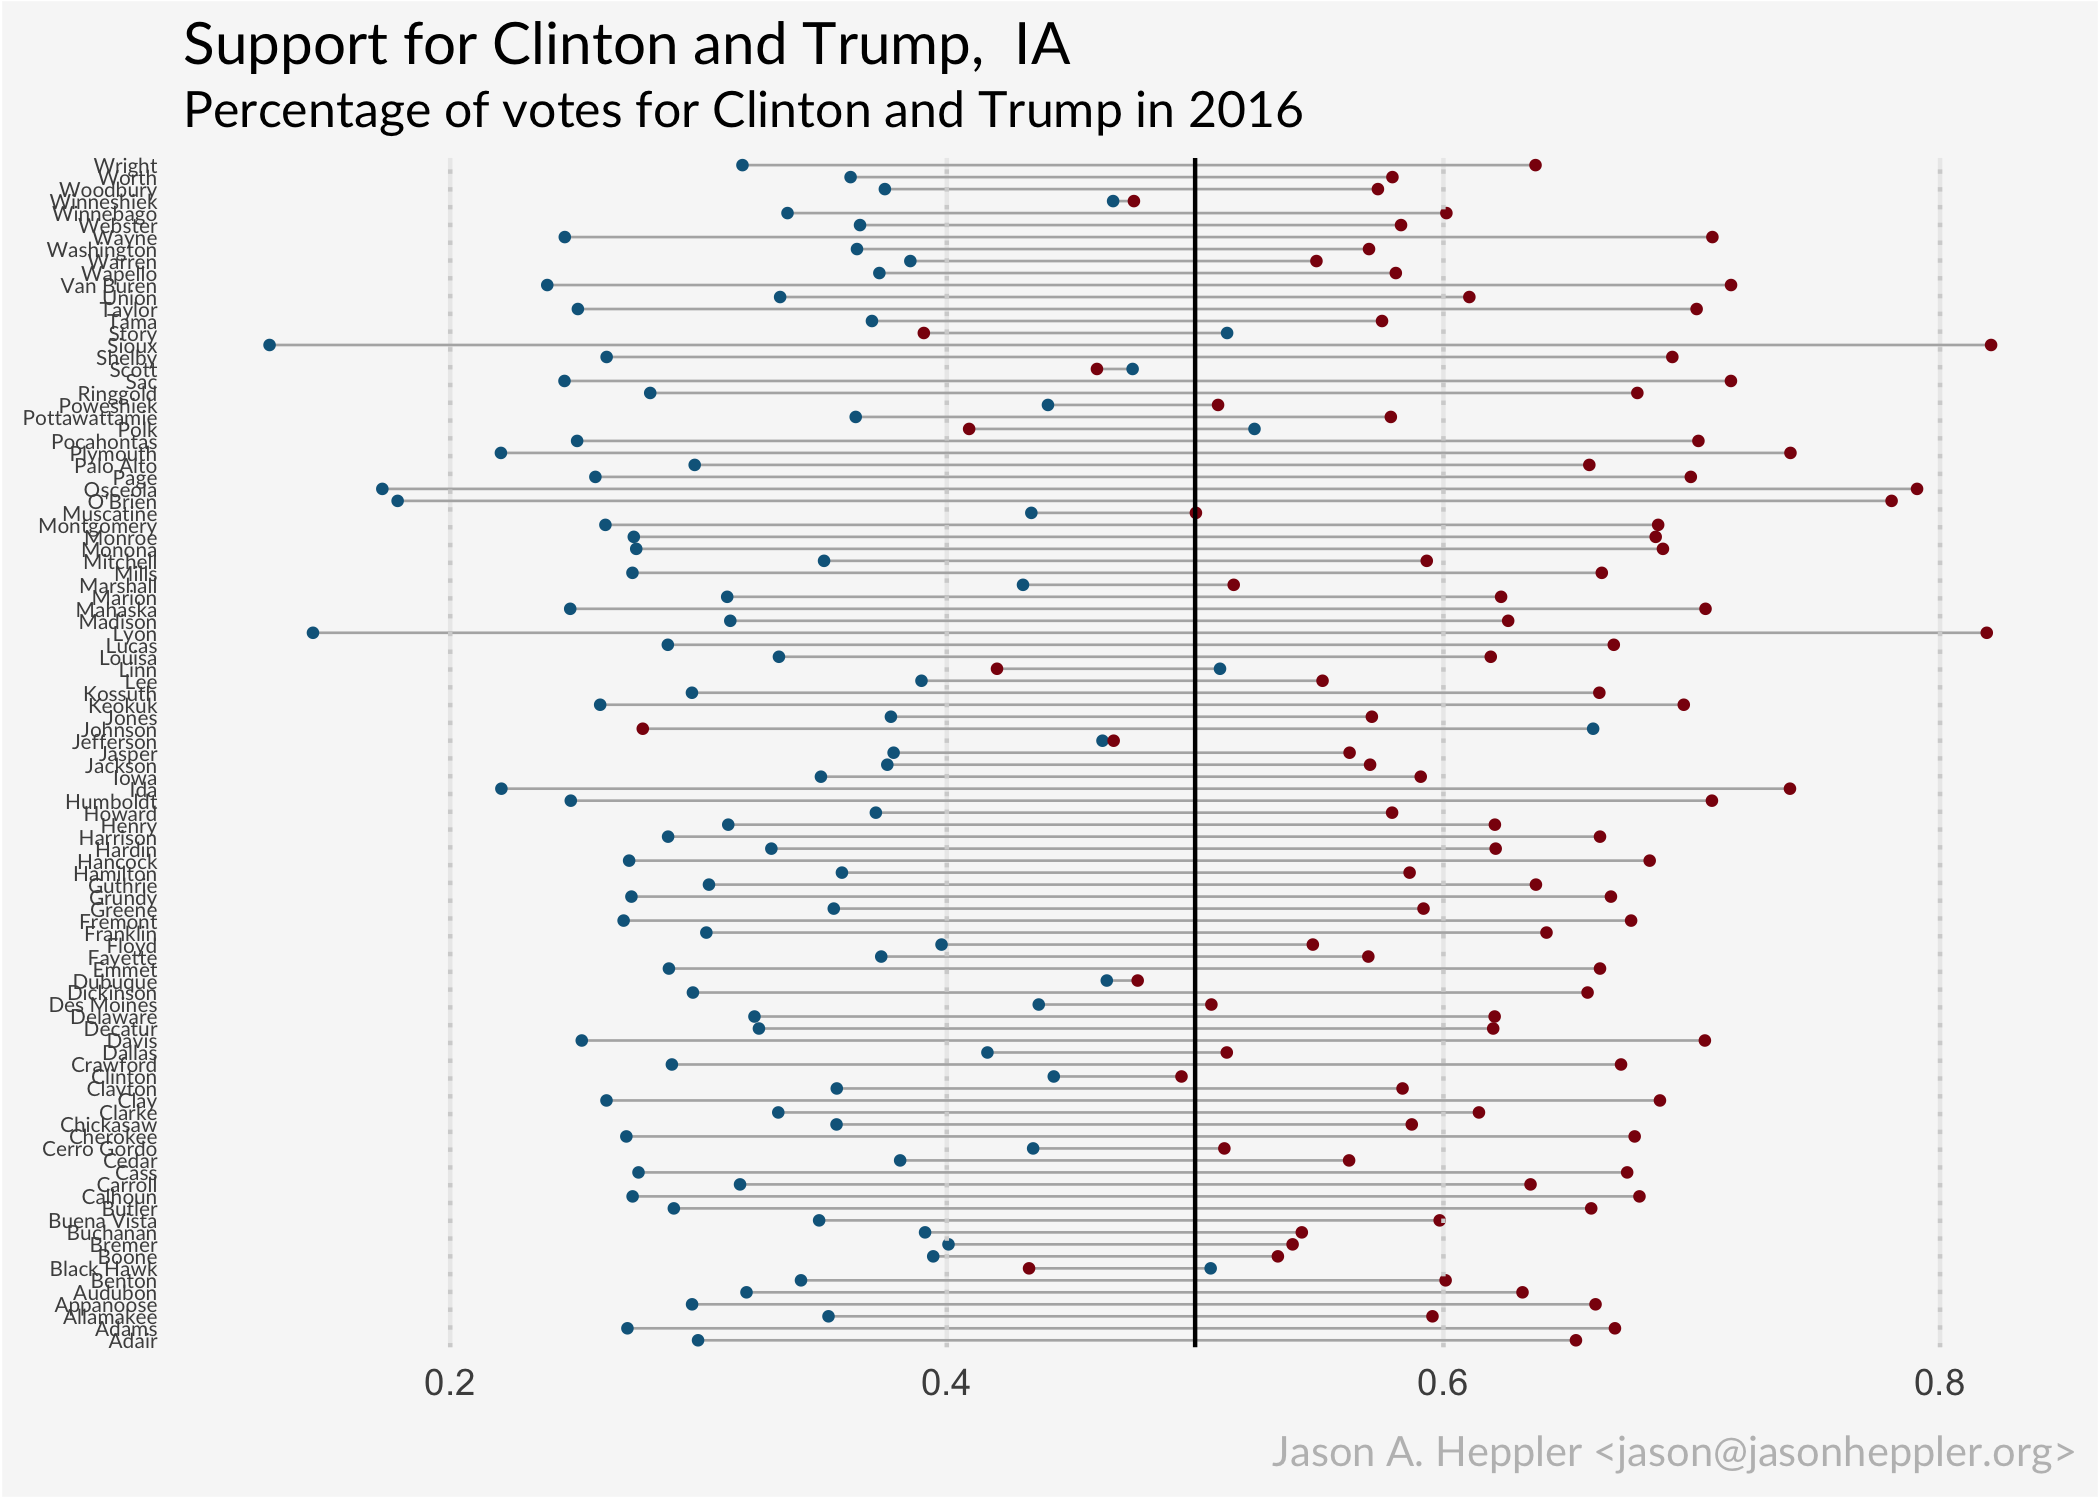 Support for Clinton and Trump,  IA
Percentage of votes for Clinton and Trump in 2016
Wright
Worth
Woodbury
Winneshiek
Winnebago
Webster
Wayne
Washington
Warren
Wapello
Van Buren
Union
Taylor
Tama
Story
Sioux
Shelby
Scott
Sac
Ringgold
Poweshiek
Pottawattamie
Polk
Pocahontas
Plymouth
Palo Alto
Page
Osceola
O'Brien
Muscatine
Montgomery
Monroe
Monona
Mitchell
Mills
Marshall
Marion
Mahaska
Madison
Lyon
Lucas
Louisa
Linn
Lee
Kossuth
Keokuk
Jones
Johnson
Jefferson
Jasper
Jackson
Iowa
Ida
Humboldt
Howard
Henry
Harrison
Hardin
Hancock
Hamilton
Guthrie
Grundy
Greene
Fremont
Franklin
Floyd
Fayette
Emmet
Dubuque
Dickinson
Des Moines
Delaware
Decatur
Davis
Dallas
Crawford
Clinton
Clayton
Clay
Clarke
Chickasaw
Cherokee
Cerro Gordo
Cedar
Cass
Carroll
Calhoun
Butler
Buena Vista
Buchanan
Bremer
Boone
Black Hawk
Benton
Audubon
Appanoose
Allamakee
Adams
Adair
0.2 0.4 0.6 0.8
Jason A. Heppler <jason@jasonheppler.org>